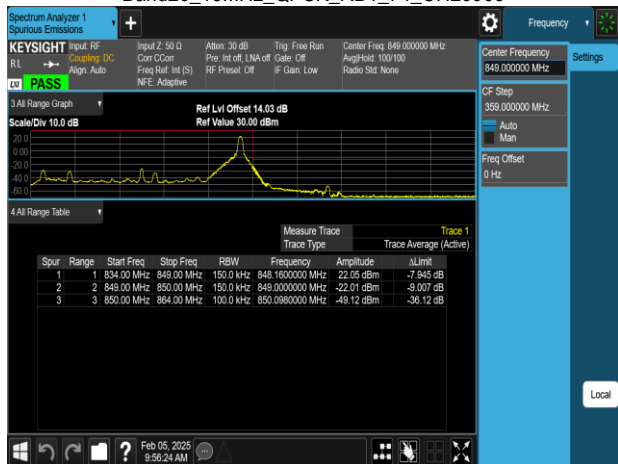 Spectrum Analyzer 1
Spurious Emissions
Frequency
KEYSIGHT
RL
PASS
Input: RF
Coupling: DC
Align: Auto
Input Z: 50 Ω
Corr CCorr
Freq Ref: Int (S)
NFE: Adaptive
Atten: 30 dB
Pre: Int off, LNA off
RF Presel: Off
Trig: Free Run
Gate: Off
IF Gain: Low
Center Freq: 849.000000 MHz
Avg|Hold: 100/100
Radio Std: None
Center Frequency
849.000000 MHz
Settings
CF Step
359.000000 MHz
Auto
Man
Freq Offset
0 Hz
3 All Range Graph
Scale/Div 10.0 dB
Ref Lvl Offset 14.03 dB
Ref Value 30.00 dBm
20.0
0.00
-20.0
-40.0
-60.0
4 All Range Table
Measure Trace Trace 1
Trace Type Trace Average (Active)
Spur Range Start Freq Stop Freq RBW Frequency Amplitude ΔLimit
1 1 834.00 MHz 849.00 MHz 150.0 kHz 848.1600000 MHz 22.05 dBm -7.945 dB
2 2 849.00 MHz 850.00 MHz 150.0 kHz 849.0000000 MHz -22.01 dBm -9.007 dB
3 3 850.00 MHz 864.00 MHz 100.0 kHz 850.0980000 MHz -49.12 dBm -36.12 dB
Local
Feb 05, 2025
9:56:24 AM